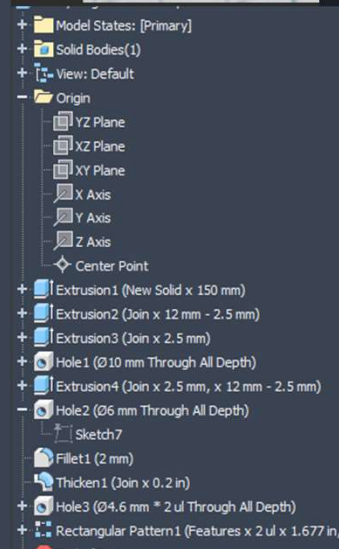 Model States: [Primary]
Solid Bodies(1)
View: Default
Origin
YZ Plane
XZ Plane
XY Plane
X Axis
Y Axis
Z Axis
Center Point
Extrusion1 (New Solid x 150 mm)
Extrusion2 (Join x 12 mm - 2.5 mm)
Extrusion3 (Join x 2.5 mm)
Hole1 (Ø10 mm Through All Depth)
Extrusion4 (Join x 2.5 mm, x 12 mm - 2.5 mm)
Hole2 (Ø6 mm Through All Depth)
Sketch7
Fillet1 (2 mm)
Thicken1 (Join x 0.2 in)
Hole3 (Ø4.6 mm * 2 ul Through All Depth)
Rectangular Pattern1 (Features x 2 ul x 1.677 in,